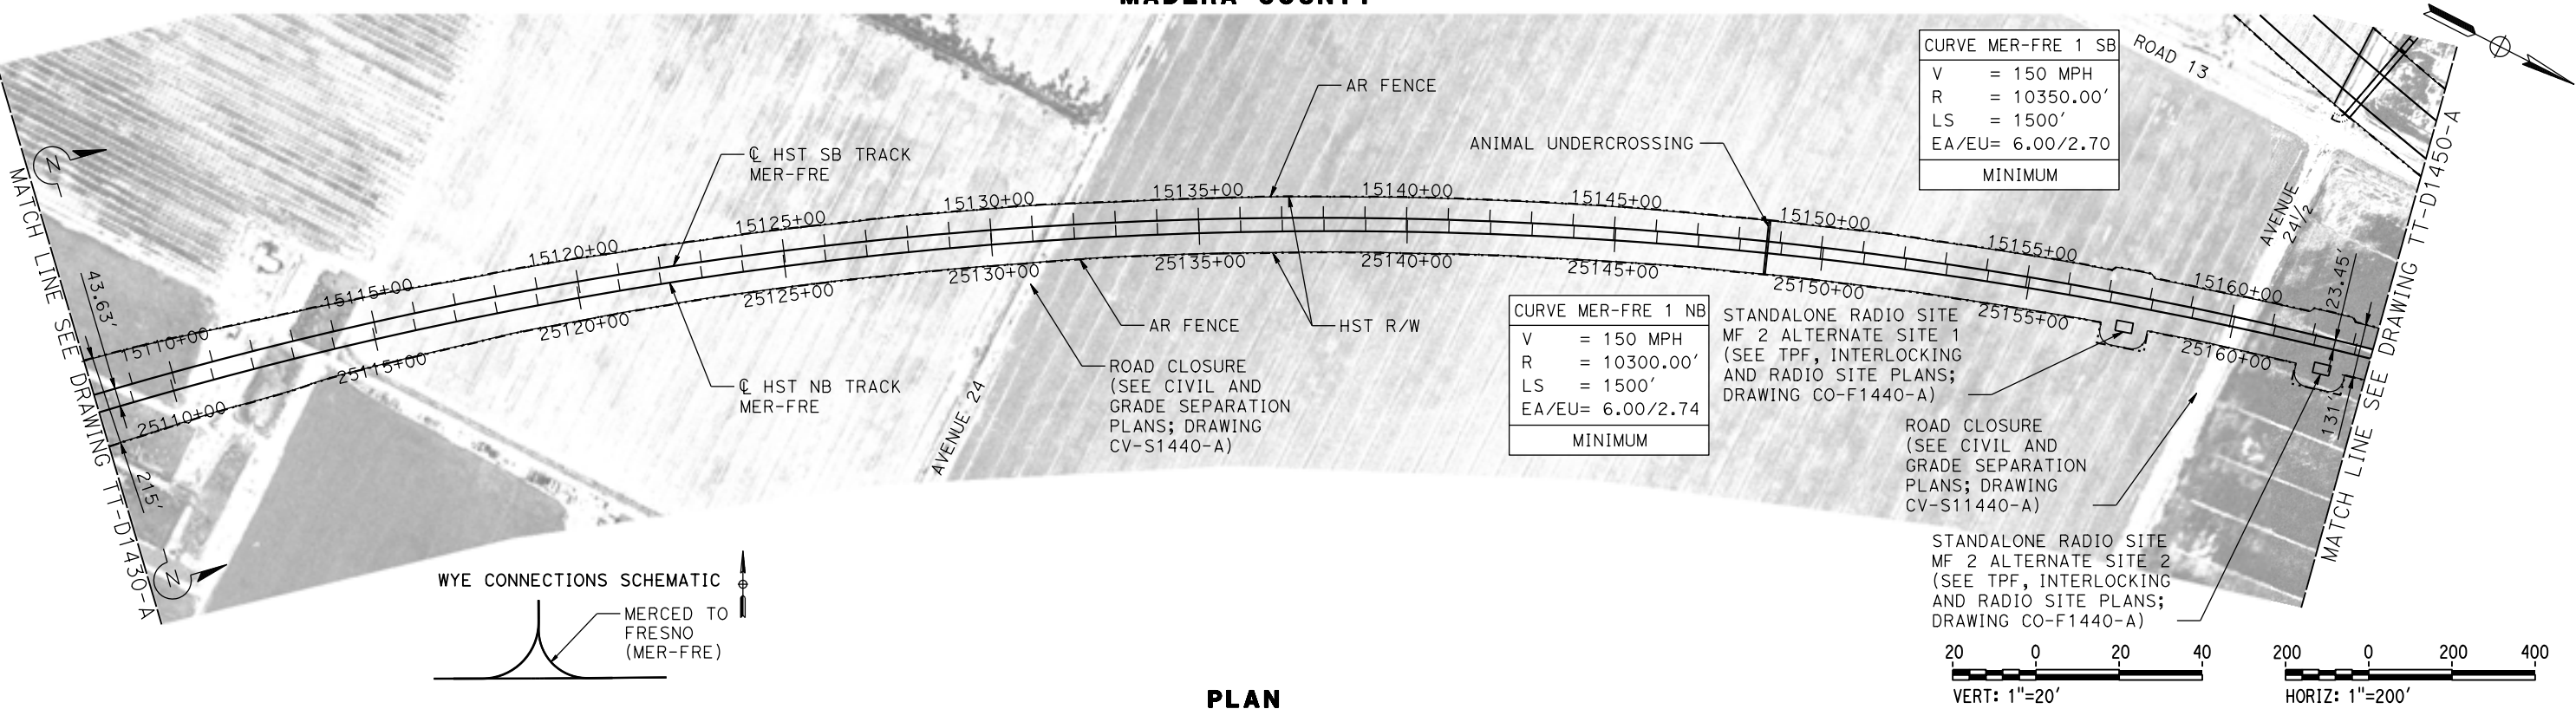 MADERA COUNTY
CURVE MER-FRE 1 SB
V = 150 MPH
R = 10350.00'
LS = 1500'
EA/EU= 6.00/2.70
MINIMUM
ROAD 13
AR FENCE
ANIMAL UNDERCROSSING
℄ HST SB TRACK
MER-FRE
N
MATCH LINE SEE DRAWING TT-D1430-A
MATCH LINE SEE DRAWING TT-D1450-A
43.63'
215'
15110+00
15115+00
15120+00
15125+00
15130+00
15135+00
15140+00
15145+00
15150+00
15155+00
15160+00
25110+00
25115+00
25120+00
25125+00
25130+00
25135+00
25140+00
25145+00
25150+00
25155+00
25160+00
AVENUE
24½
23.45'
131'
CURVE MER-FRE 1 NB
V = 150 MPH
R = 10300.00'
LS = 1500'
EA/EU= 6.00/2.74
MINIMUM
STANDALONE RADIO SITE
MF 2 ALTERNATE SITE 1
(SEE TPF, INTERLOCKING
AND RADIO SITE PLANS;
DRAWING CO-F1440-A)
AR FENCE
HST R/W
℄ HST NB TRACK
MER-FRE
AVENUE 24
ROAD CLOSURE
(SEE CIVIL AND
GRADE SEPARATION
PLANS; DRAWING
CV-S1440-A)
ROAD CLOSURE
(SEE CIVIL AND
GRADE SEPARATION
PLANS; DRAWING
CV-S11440-A)
STANDALONE RADIO SITE
MF 2 ALTERNATE SITE 2
(SEE TPF, INTERLOCKING
AND RADIO SITE PLANS;
DRAWING CO-F1440-A)
N
WYE CONNECTIONS SCHEMATIC
MERCED TO
FRESNO
(MER-FRE)
20 0 20 40
VERT: 1"=20'
200 0 200 400
HORIZ: 1"=200'
PLAN